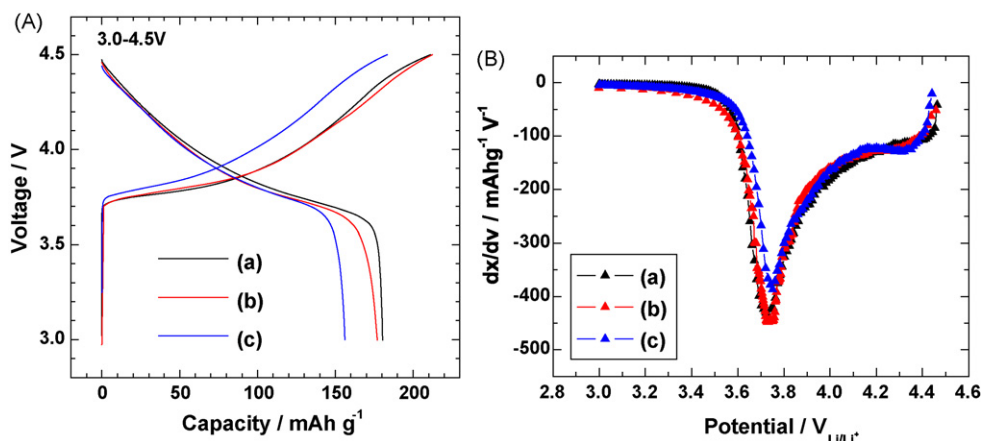 (A)
3.0-4.5V
4.5
4.0
3.5
3.0
Voltage / V
(a)
(b)
(c)
0 50 100 150 200
Capacity / mAh g-1
(B)
0
-100
-200
-300
-400
-500
dx/dv / mAhg-1 V-1
(a)
(b)
(c)
2.8 3.0 3.2 3.4 3.6 3.8 4.0 4.2 4.4 4.6
Potential / VLi/Li+